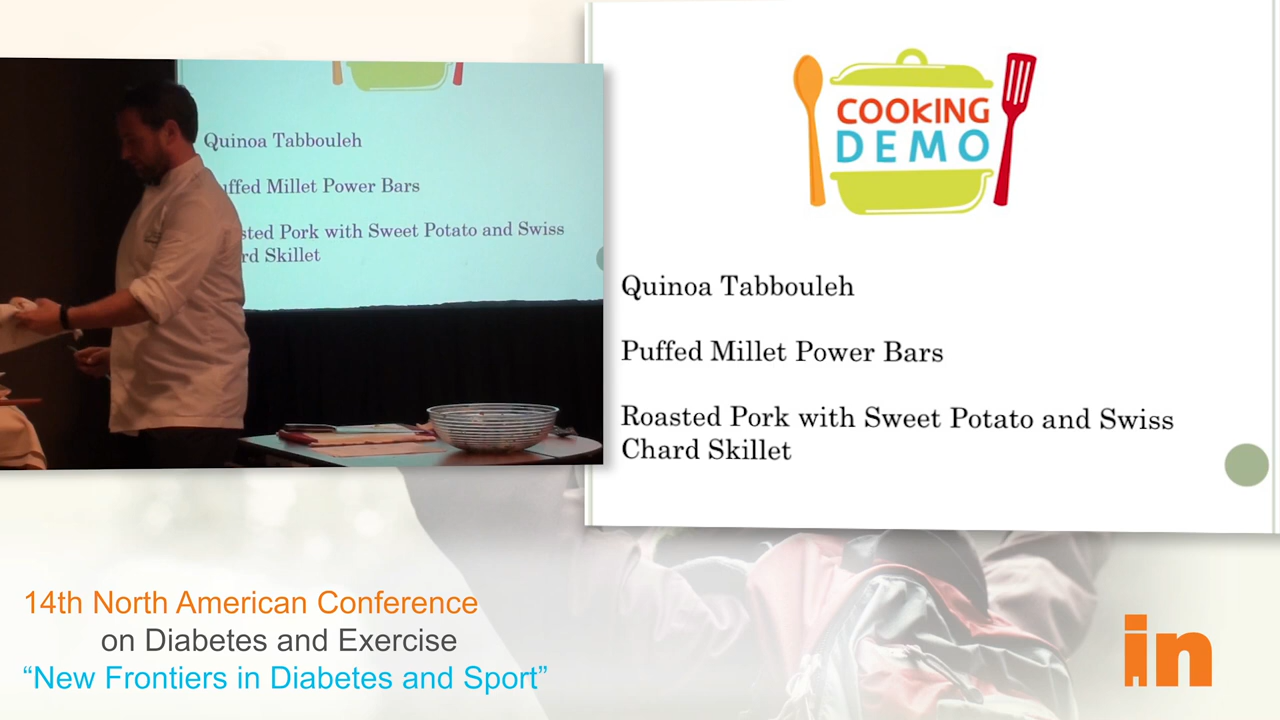 Quinoa Tabbouleh
uffed Millet Power Bars
sted Pork with Sweet Potato and Swiss
rd Skillet
COOKING
DEMO
Quinoa Tabbouleh
Puffed Millet Power Bars
Roasted Pork with Sweet Potato and Swiss
Chard Skillet
14th North American Conference
on Diabetes and Exercise
“New Frontiers in Diabetes and Sport”
in